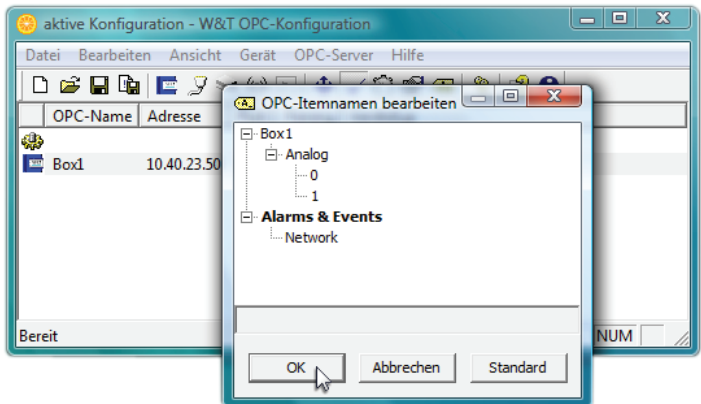 aktive Konfiguration - W&T OPC-Konfiguration
Datei Bearbeiten Ansicht Gerät OPC-Server Hilfe
OPC-Itemnamen bearbeiten
OPC-Name Adresse
Box1
Analog
0
1
Alarms & Events
Network
Box1 10.40.23.50
Bereit
NUM
OK Abbrechen Standard